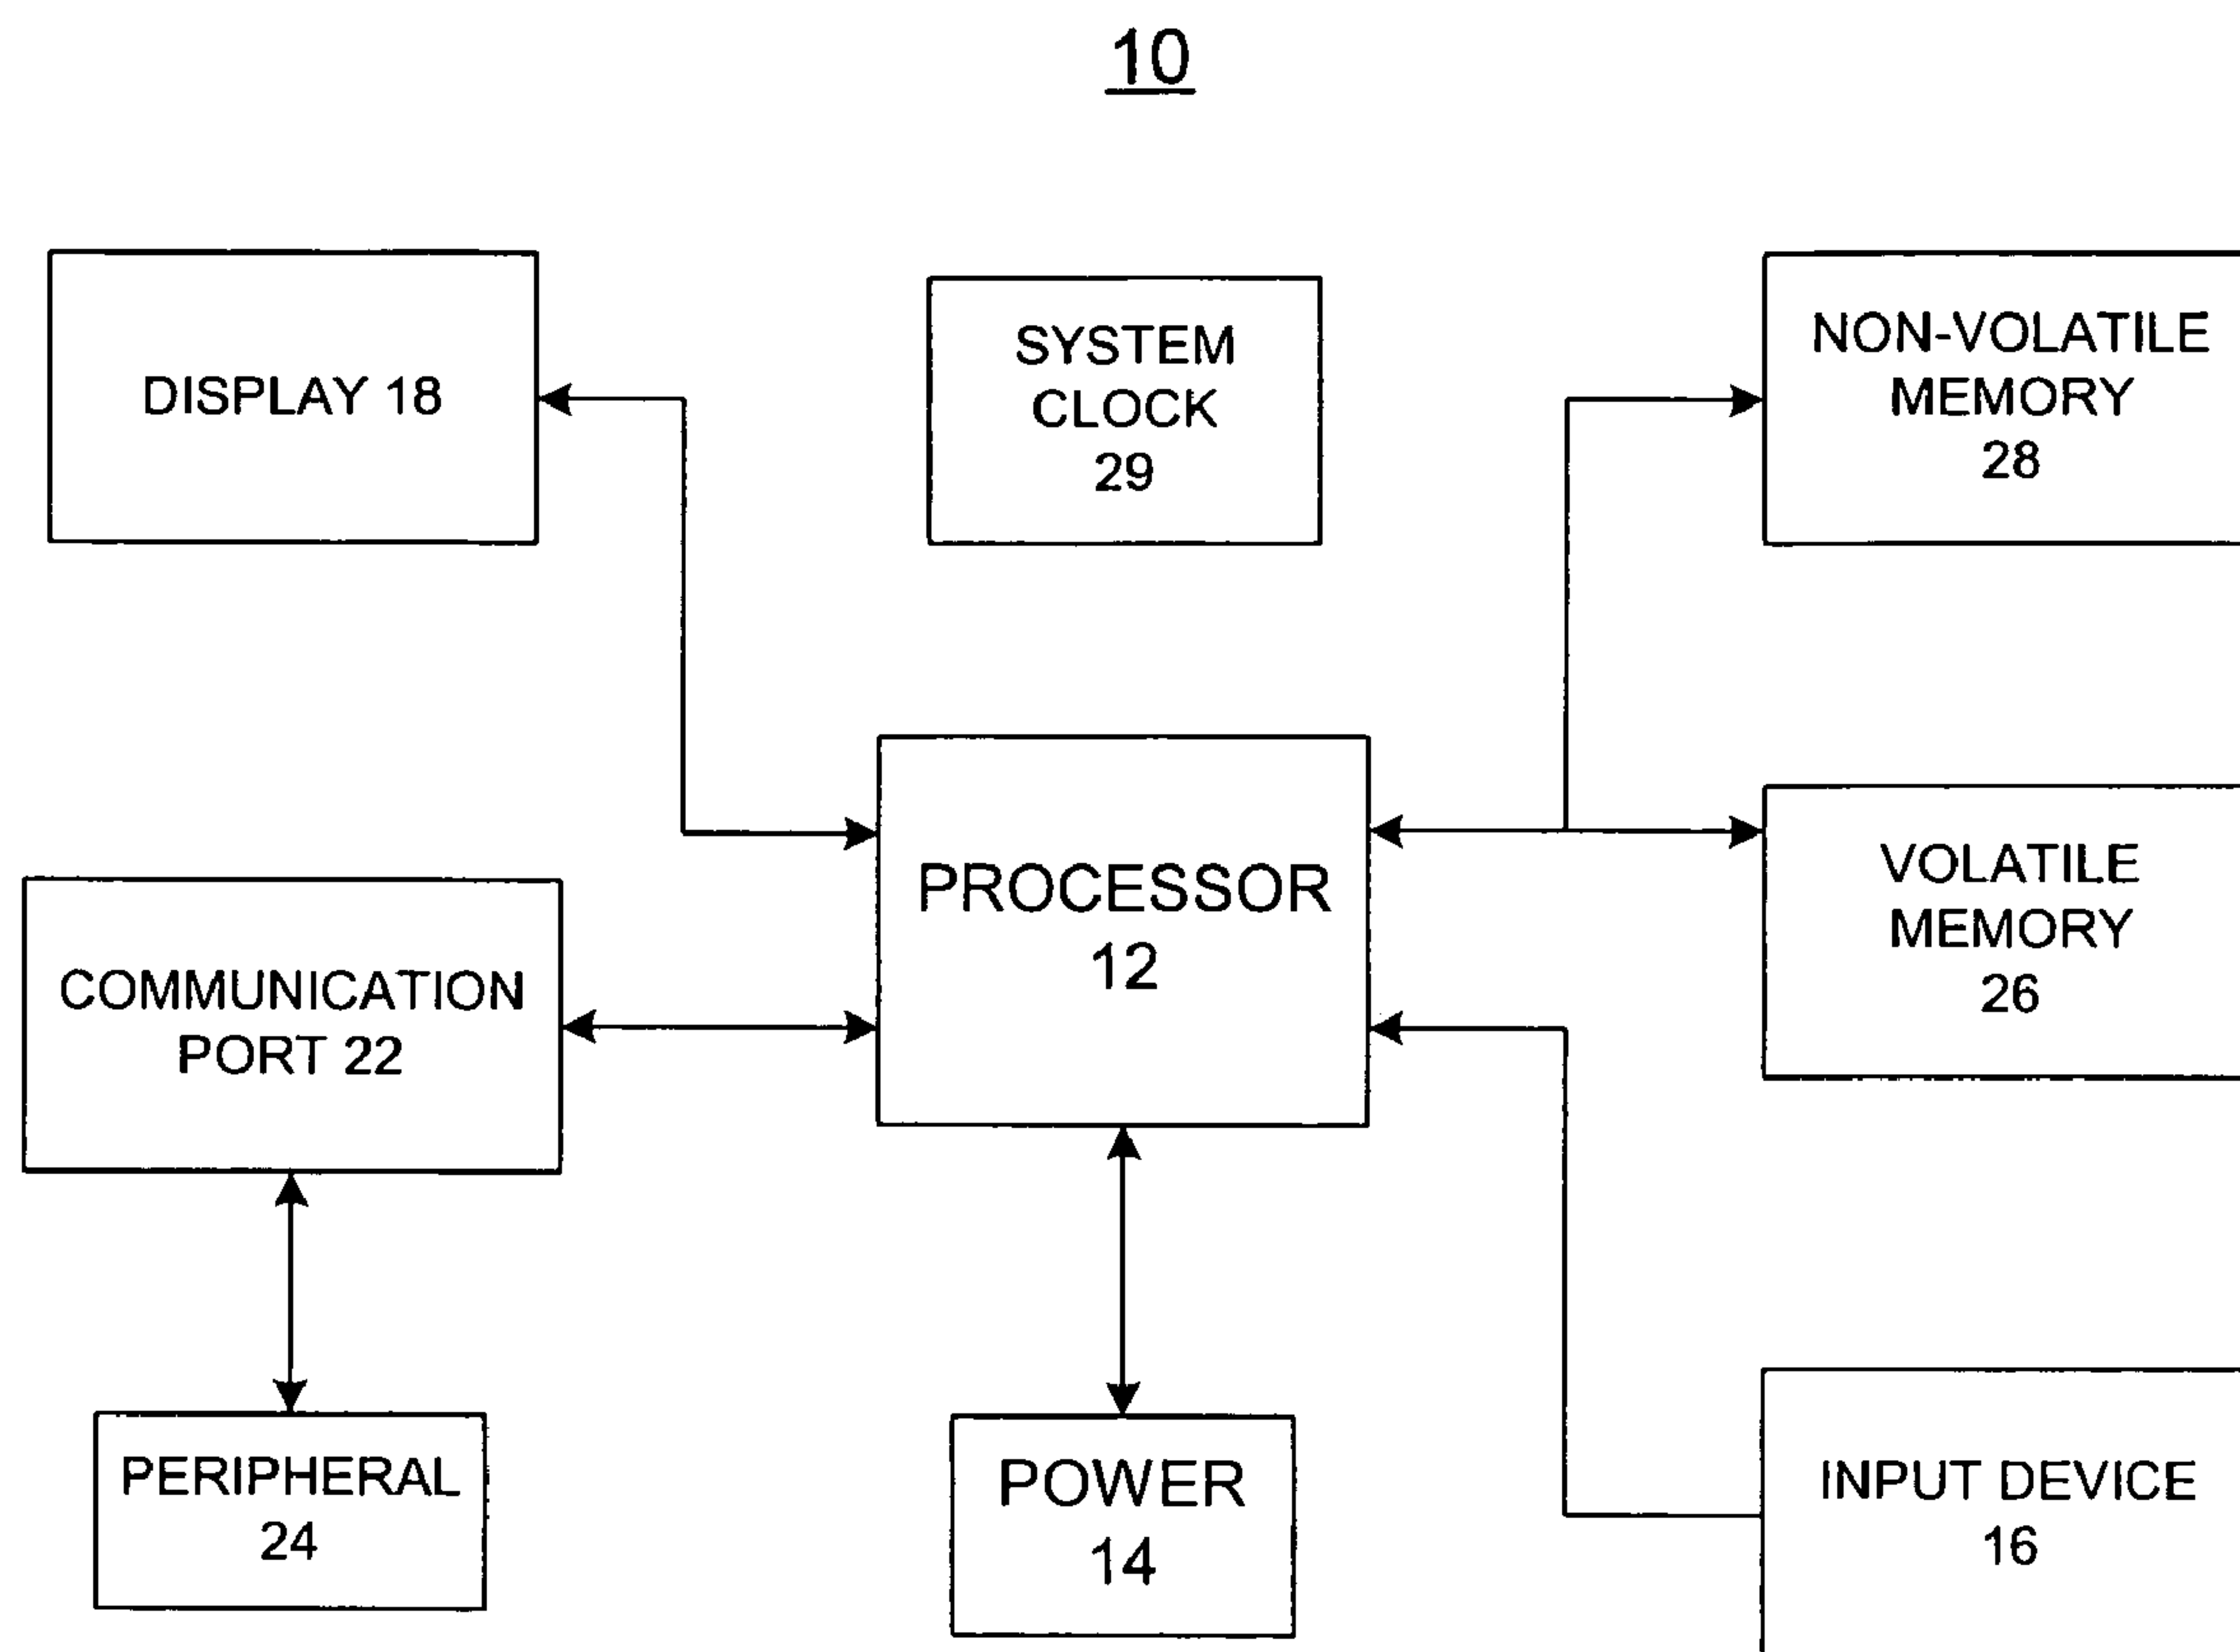 10
DISPLAY 18
SYSTEM
CLOCK
29
NON-VOLATILE
MEMORY
28
COMMUNICATION
PORT 22
PROCESSOR
12
VOLATILE
MEMORY
26
PERIPHERAL
24
POWER
14
INPUT DEVICE
16